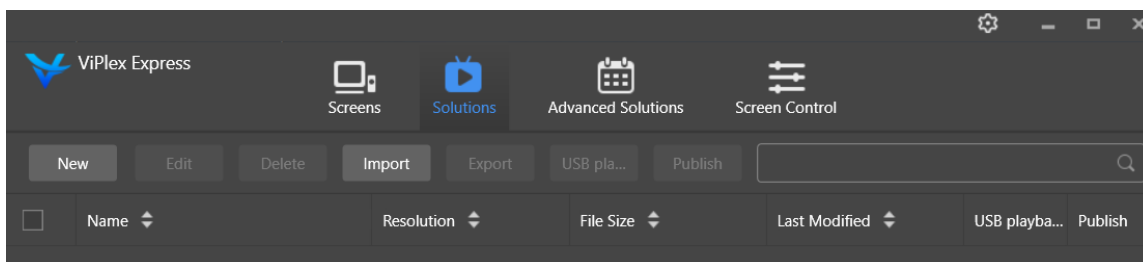 ViPlex Express
Screens Solutions Advanced Solutions Screen Control
New Edit Delete Import Export USB pla... Publish
Name Resolution File Size Last Modified USB playba... Publish